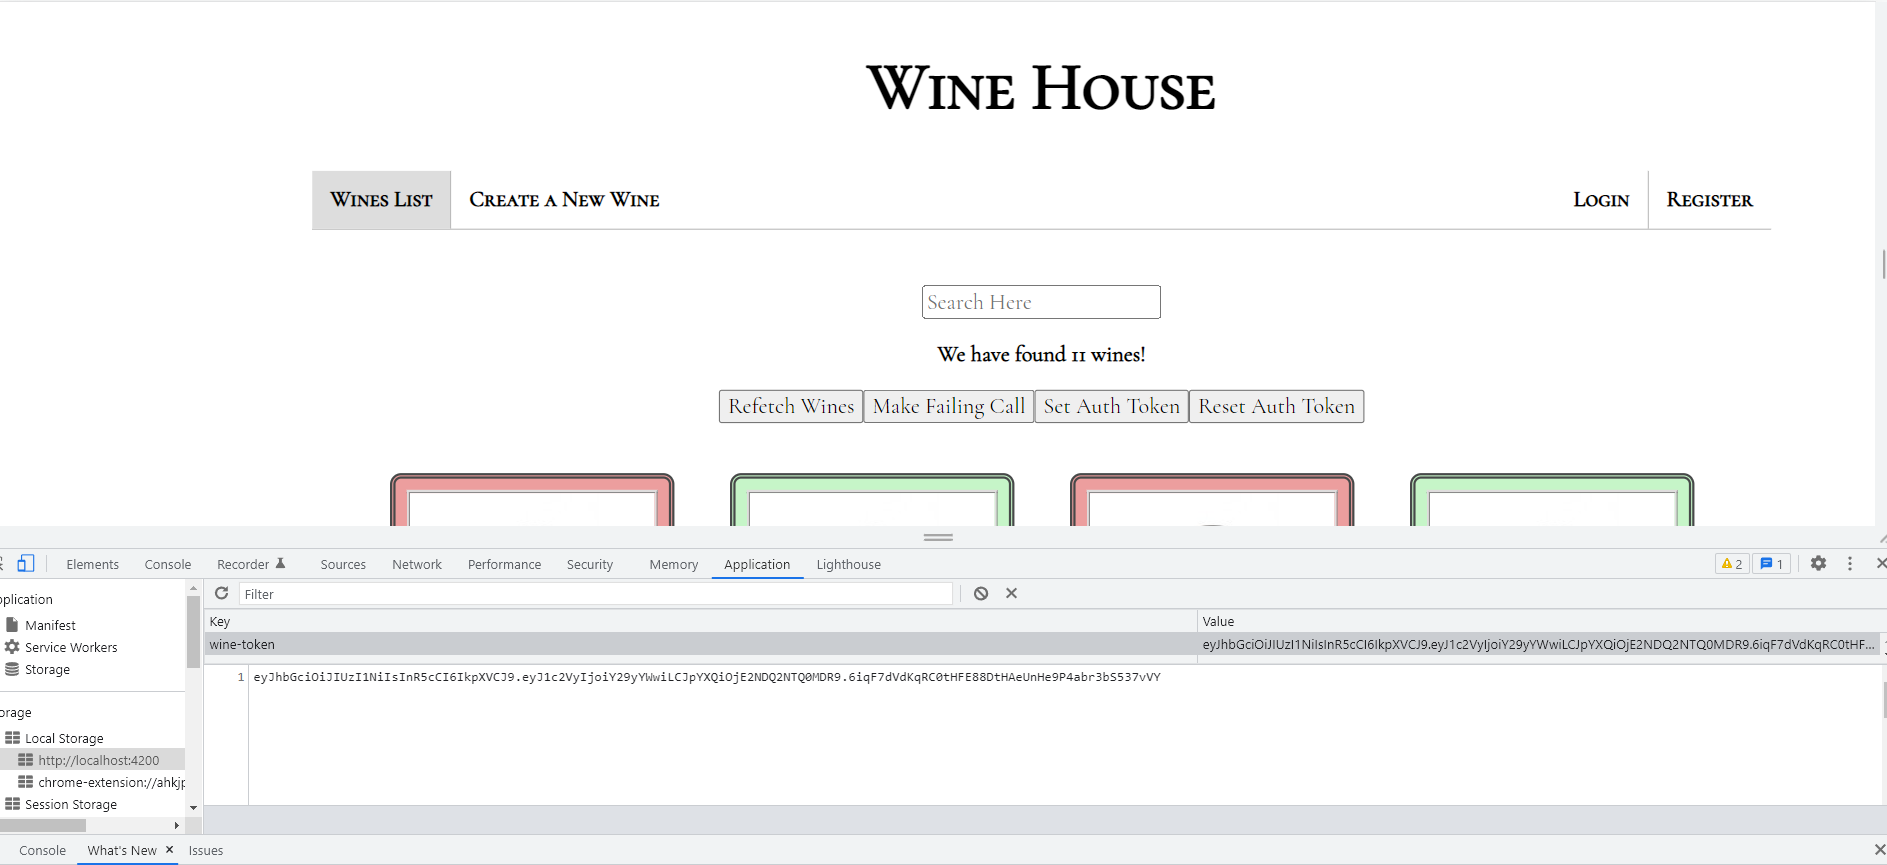 Wine House
Wines List Create a New Wine Login Register
Search Here
We have found 11 wines!
Refetch Wines Make Failing Call Set Auth Token Reset Auth Token
Elements Console Recorder Sources Network Performance Security Memory Application Lighthouse 2 1
pplication
Filter
Manifest
Service Workers
Storage
Key Value
wine-token eyJhbGciOiJIUzI1NiIsInR5cCI6IkpXVCJ9.eyJ1c2VyIjoiY29yYWwiLCJpYXQiOjE2NDQ2NTQ0MDR9.6iqF7dVdKqRC0tHF...
1 eyJhbGciOiJIUzI1NiIsInR5cCI6IkpXVCJ9.eyJ1c2VyIjoiY29yYWwiLCJpYXQiOjE2NDQ2NTQ0MDR9.6iqF7dVdKqRC0tHFE88DtHAeUnHe9P4abr3bS537vVY
orage
Local Storage
http://localhost:4200
chrome-extension://ahkjp
Session Storage
Console What's New Issues